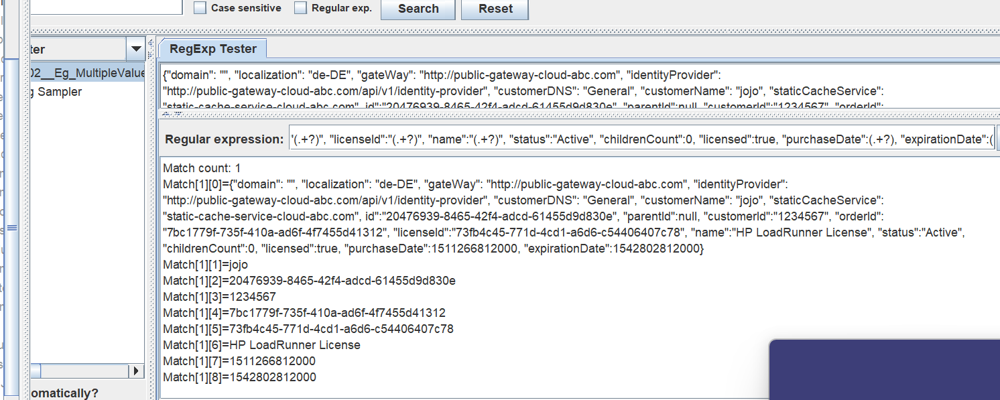 Case sensitive Regular exp. Search Reset
ter
RegExp Tester
02__Eg_MultipleValue
g Sampler
{"domain": "", "localization": "de-DE", "gateWay": "http://public-gateway-cloud-abc.com", "identityProvider":
"http://public-gateway-cloud-abc.com/api/v1/identity-provider", "customerDNS": "General", "customerName": "jojo", "staticCacheService":
"static-cache-service-cloud-abc.com", id":"20476939-8465-42f4-adcd-61455d9d830e", "parentId":null, "customerId":"1234567", "orderId":
Regular expression: "(.+?)", "licenseId":"(.+?)", "name":"(.+?)", "status":"Active", "childrenCount":0, "licensed":true, "purchaseDate":(.+?), "expirationDate":(
Match count: 1
Match[1][0]={"domain": "", "localization": "de-DE", "gateWay": "http://public-gateway-cloud-abc.com", "identityProvider":
"http://public-gateway-cloud-abc.com/api/v1/identity-provider", "customerDNS": "General", "customerName": "jojo", "staticCacheService":
"static-cache-service-cloud-abc.com", id":"20476939-8465-42f4-adcd-61455d9d830e", "parentId":null, "customerId":"1234567", "orderId":
"7bc1779f-735f-410a-ad6f-4f7455d41312", "licenseId":"73fb4c45-771d-4cd1-a6d6-c54406407c78", "name":"HP LoadRunner License", "status":"Active",
"childrenCount":0, "licensed":true, "purchaseDate":1511266812000, "expirationDate":1542802812000}
Match[1][1]=jojo
Match[1][2]=20476939-8465-42f4-adcd-61455d9d830e
Match[1][3]=1234567
Match[1][4]=7bc1779f-735f-410a-ad6f-4f7455d41312
Match[1][5]=73fb4c45-771d-4cd1-a6d6-c54406407c78
Match[1][6]=HP LoadRunner License
Match[1][7]=1511266812000
Match[1][8]=1542802812000
omatically?